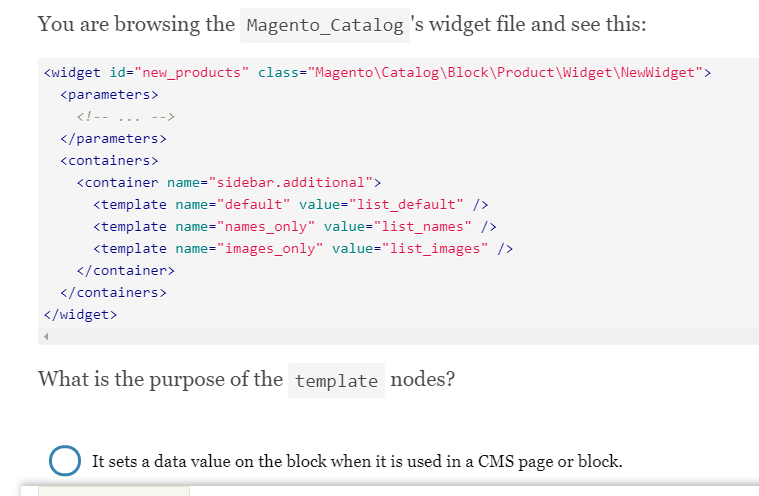 You are browsing the Magento_Catalog 's widget file and see this:
<widget id="new_products" class="Magento\Catalog\Block\Product\Widget\NewWidget">
<parameters>
<!-- ... -->
</parameters>
<containers>
<container name="sidebar.additional">
<template name="default" value="list_default" />
<template name="names_only" value="list_names" />
<template name="images_only" value="list_images" />
</container>
</containers>
</widget>
What is the purpose of the template nodes?
It sets a data value on the block when it is used in a CMS page or block.